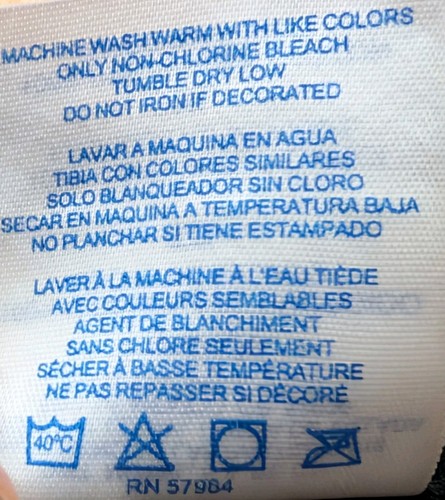 MACHINE WASH WARM WITH LIKE COLORS
ONLY NON-CHLORINE BLEACH
TUMBLE DRY LOW
DO NOT IRON IF DECORATED
LAVAR A MAQUINA EN AGUA
TIBIA CON COLORES SIMILARES
SOLO BLANQUEADOR SIN CLORO
SECAR EN MAQUINA A TEMPERATURA BAJA
NO PLANCHAR SI TIENE ESTAMPADO
LAVER À LA MACHINE À L'EAU TIÈDE
AVEC COULEURS SEMBLABLES
AGENT DE BLANCHIMENT
SANS CHLORE SEULEMENT
SÉCHER À BASSE TEMPÉRATURE
NE PAS REPASSER SI DÉCORÉ
40°C
RN 57984